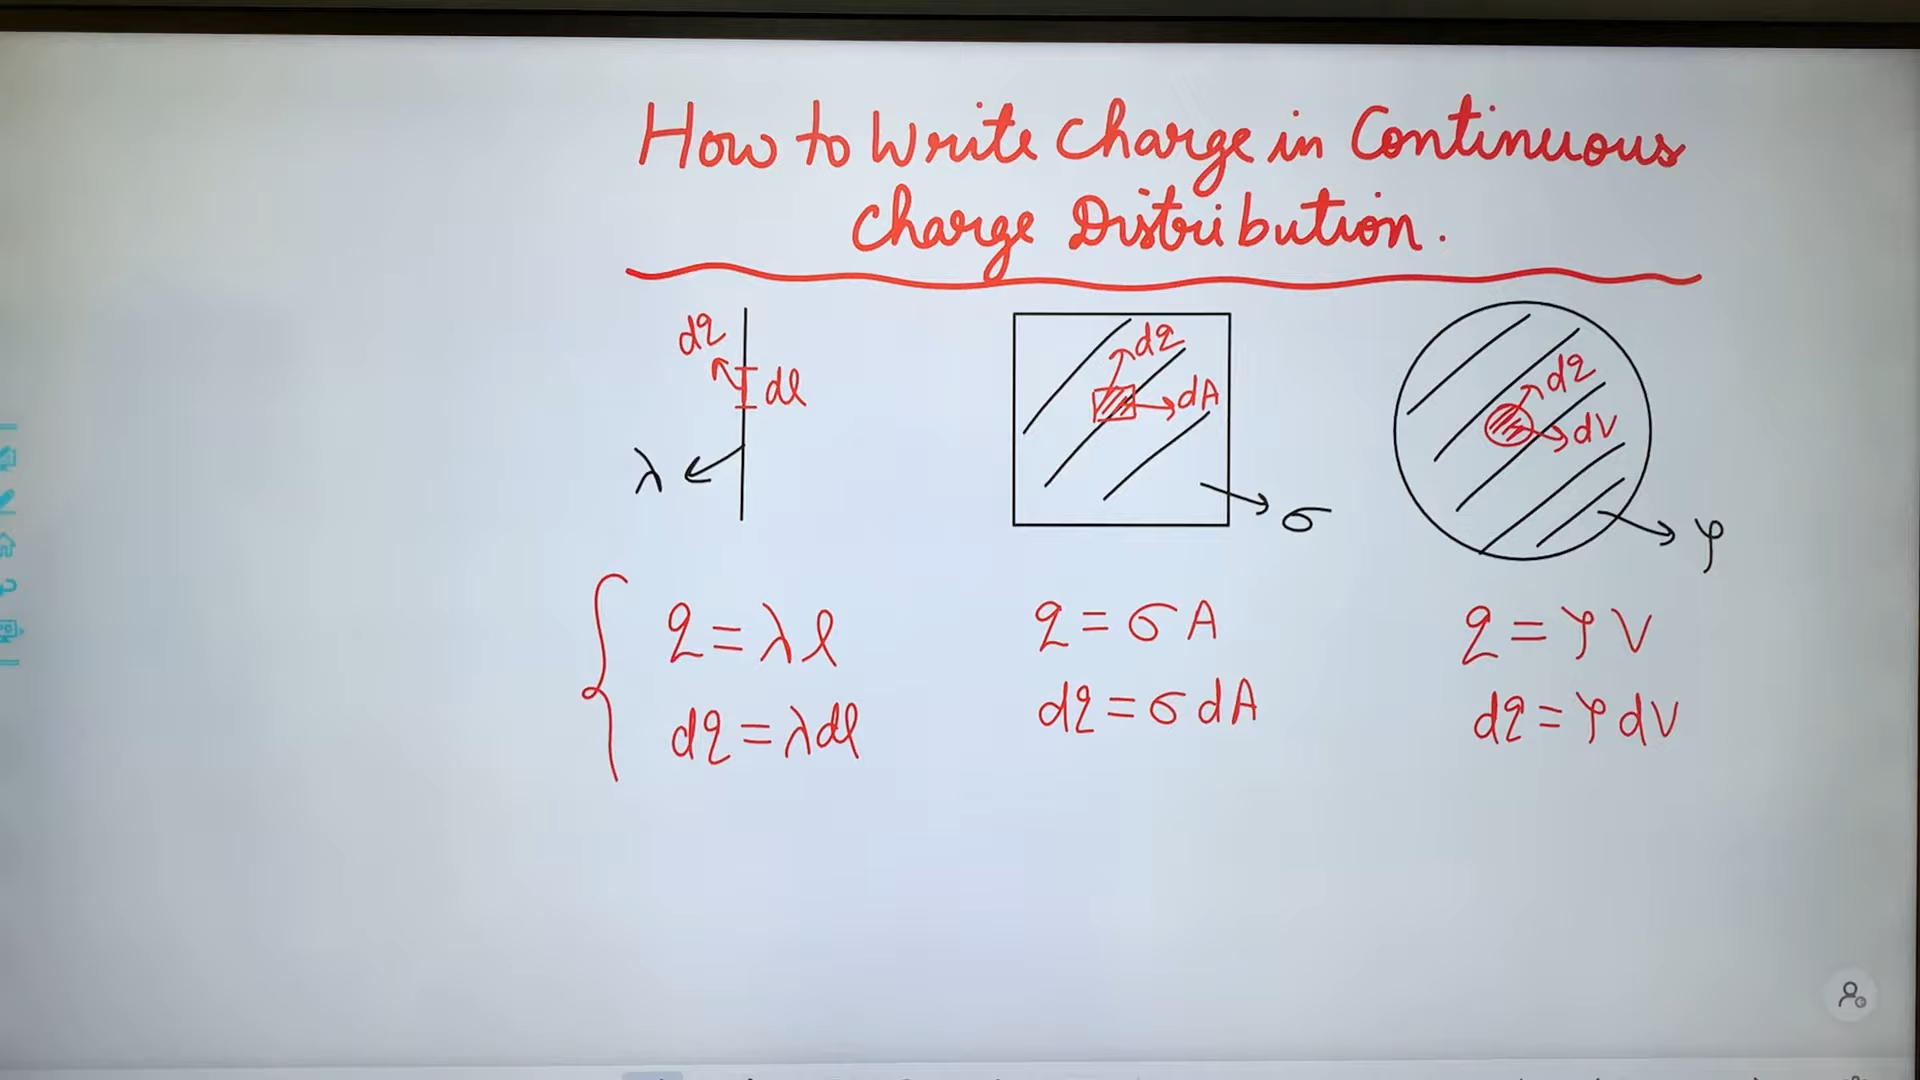 How to Write Charge in Continuous
Charge Distribution.
dq
dl
λ
dq
dA
σ
dq
dV
ρ
q = λl
dq = λdl
q = σA
dq = σdA
q = ρV
dq = ρdV